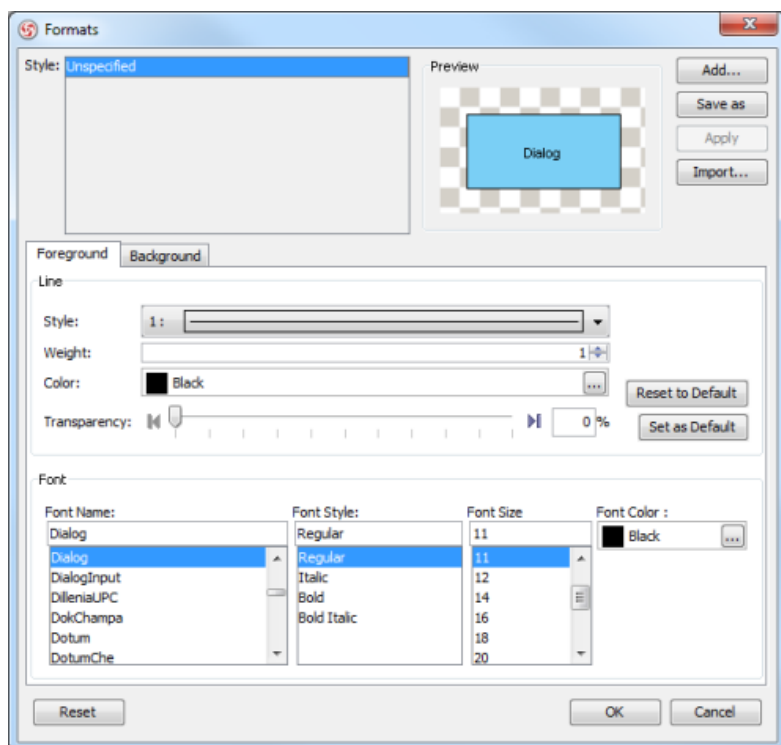 Formats
Style: Unspecified
Preview
Dialog
Add...
Save as
Apply
Import...
Foreground
Background
Line
Style: 1 :
Weight: 1
Color: Black ...
Transparency: 0 %
Reset to Default
Set as Default
Font
Font Name: Font Style: Font Size Font Color :
Dialog Regular 11 Black ...
Dialog Regular 11
DialogInput Italic 12
DilleniaUPC Bold 14
DokChampa Bold Italic 16
Dotum 18
DotumChe 20
Reset OK Cancel